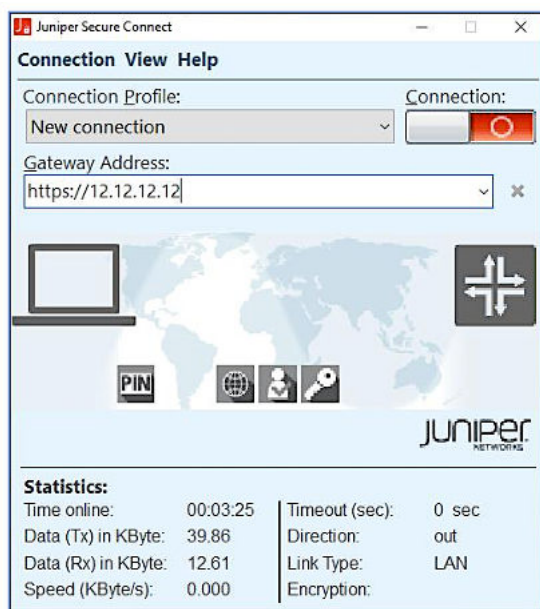 Juniper Secure Connect
Connection View Help
Connection Profile: Connection:
New connection
Gateway Address:
https://12.12.12.12
PIN
JUNIPER
NETWORKS
Statistics:
Time online: 00:03:25 Timeout (sec): 0 sec
Data (Tx) in KByte: 39.86 Direction: out
Data (Rx) in KByte: 12.61 Link Type: LAN
Speed (KByte/s): 0.000 Encryption: